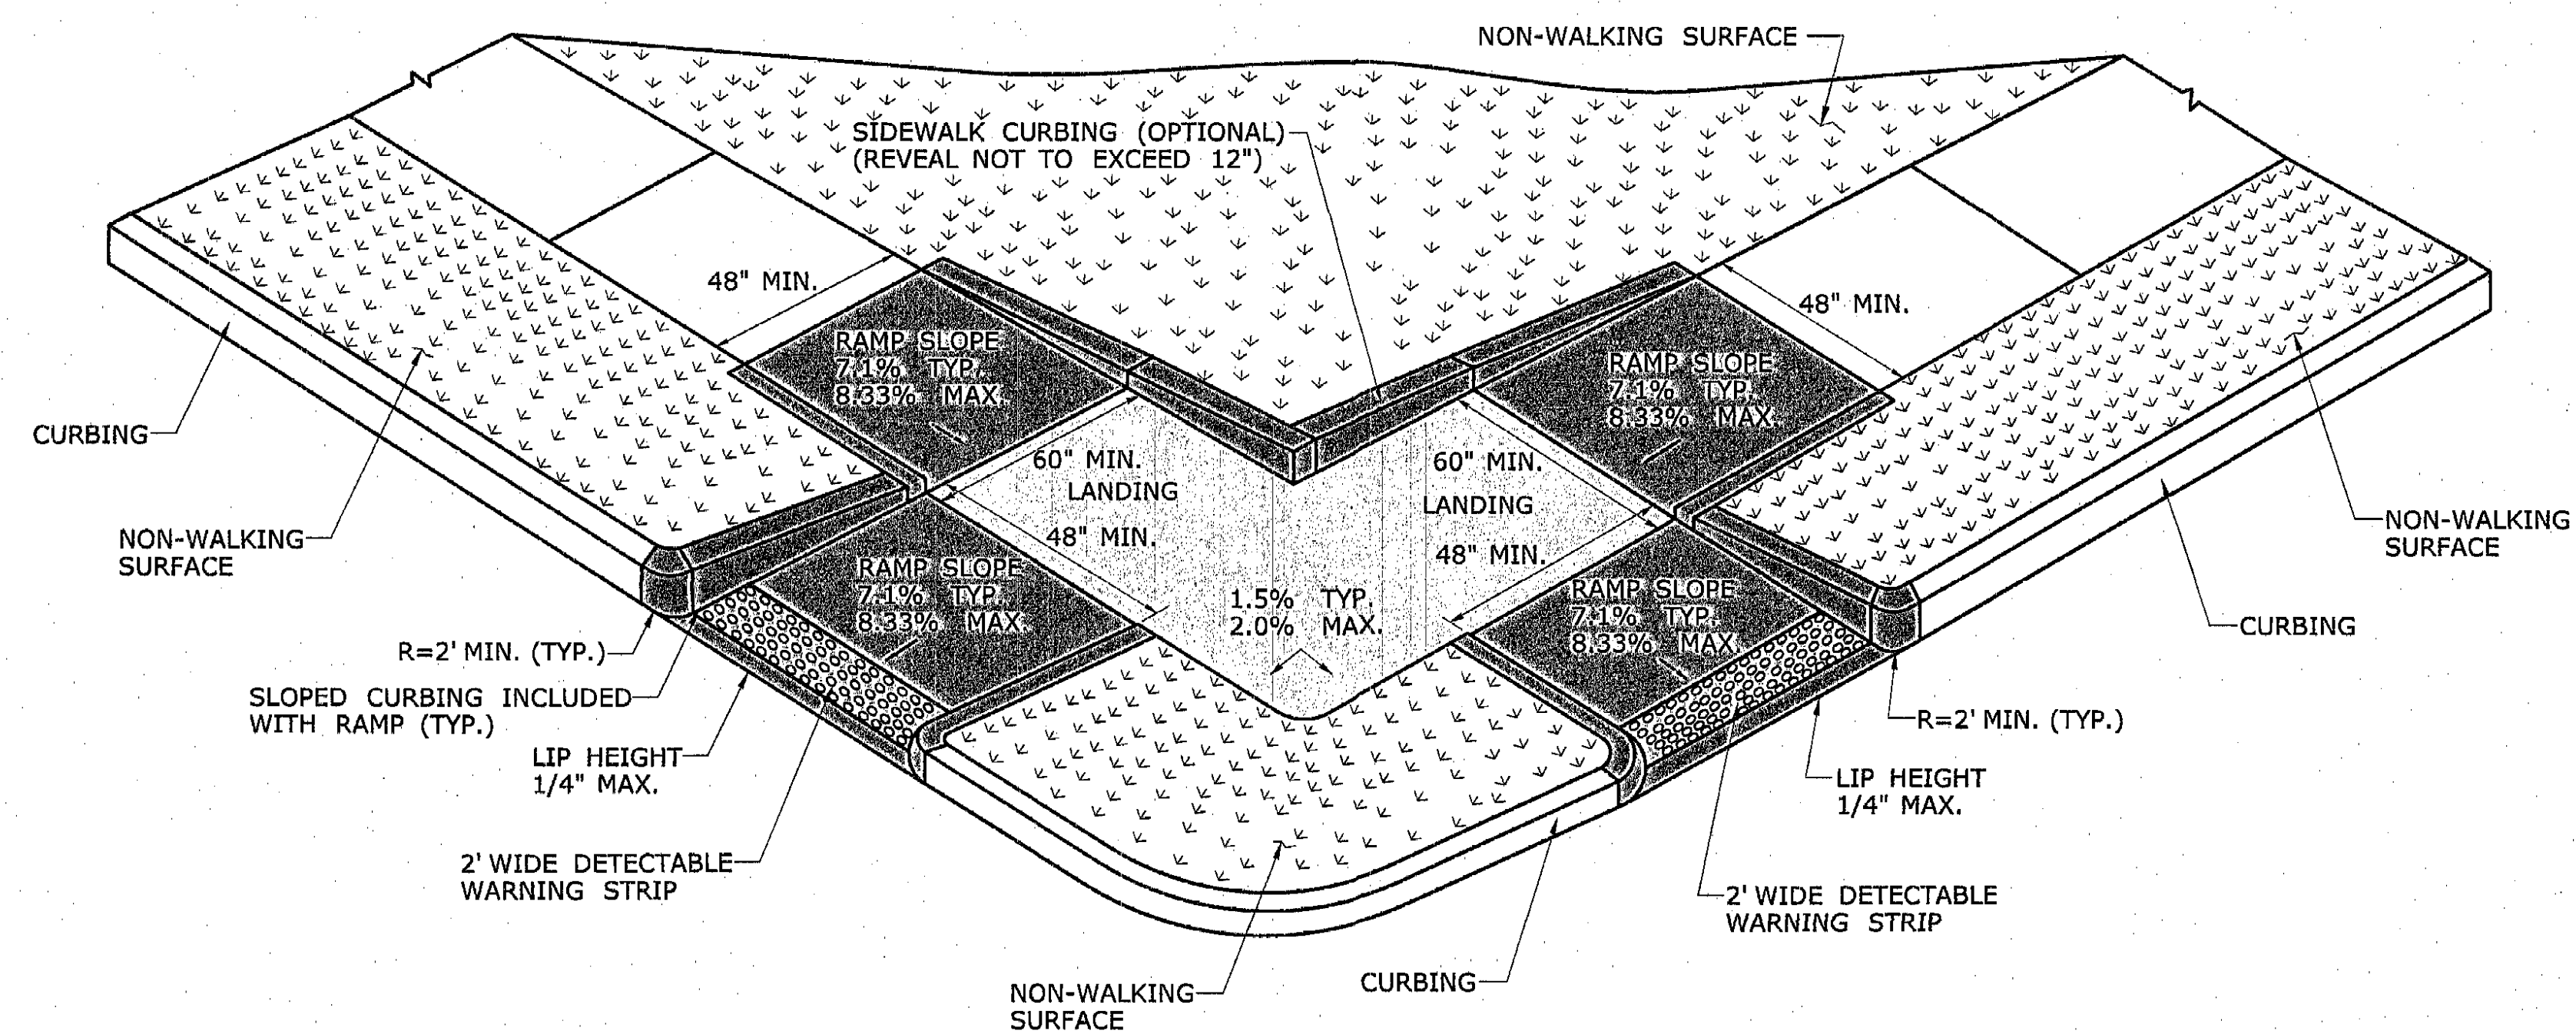 NON-WALKING SURFACE
SIDEWALK CURBING (OPTIONAL)
(REVEAL NOT TO EXCEED 12")
48" MIN.
48" MIN.
RAMP SLOPE
7.1% TYP.
8.33% MAX.
RAMP SLOPE
7.1% TYP.
8.33% MAX.
CURBING
60" MIN.
LANDING
48" MIN.
60" MIN.
LANDING
48" MIN.
NON-WALKING
SURFACE
NON-WALKING
SURFACE
RAMP SLOPE
7.1% TYP.
8.33% MAX.
1.5% TYP.
2.0% MAX.
RAMP SLOPE
7.1% TYP.
8.33% MAX.
CURBING
R=2' MIN. (TYP.)
SLOPED CURBING INCLUDED
WITH RAMP (TYP.)
R=2' MIN. (TYP.)
LIP HEIGHT
1/4" MAX.
LIP HEIGHT
1/4" MAX.
2' WIDE DETECTABLE
WARNING STRIP
2' WIDE DETECTABLE
WARNING STRIP
NON-WALKING
SURFACE
CURBING